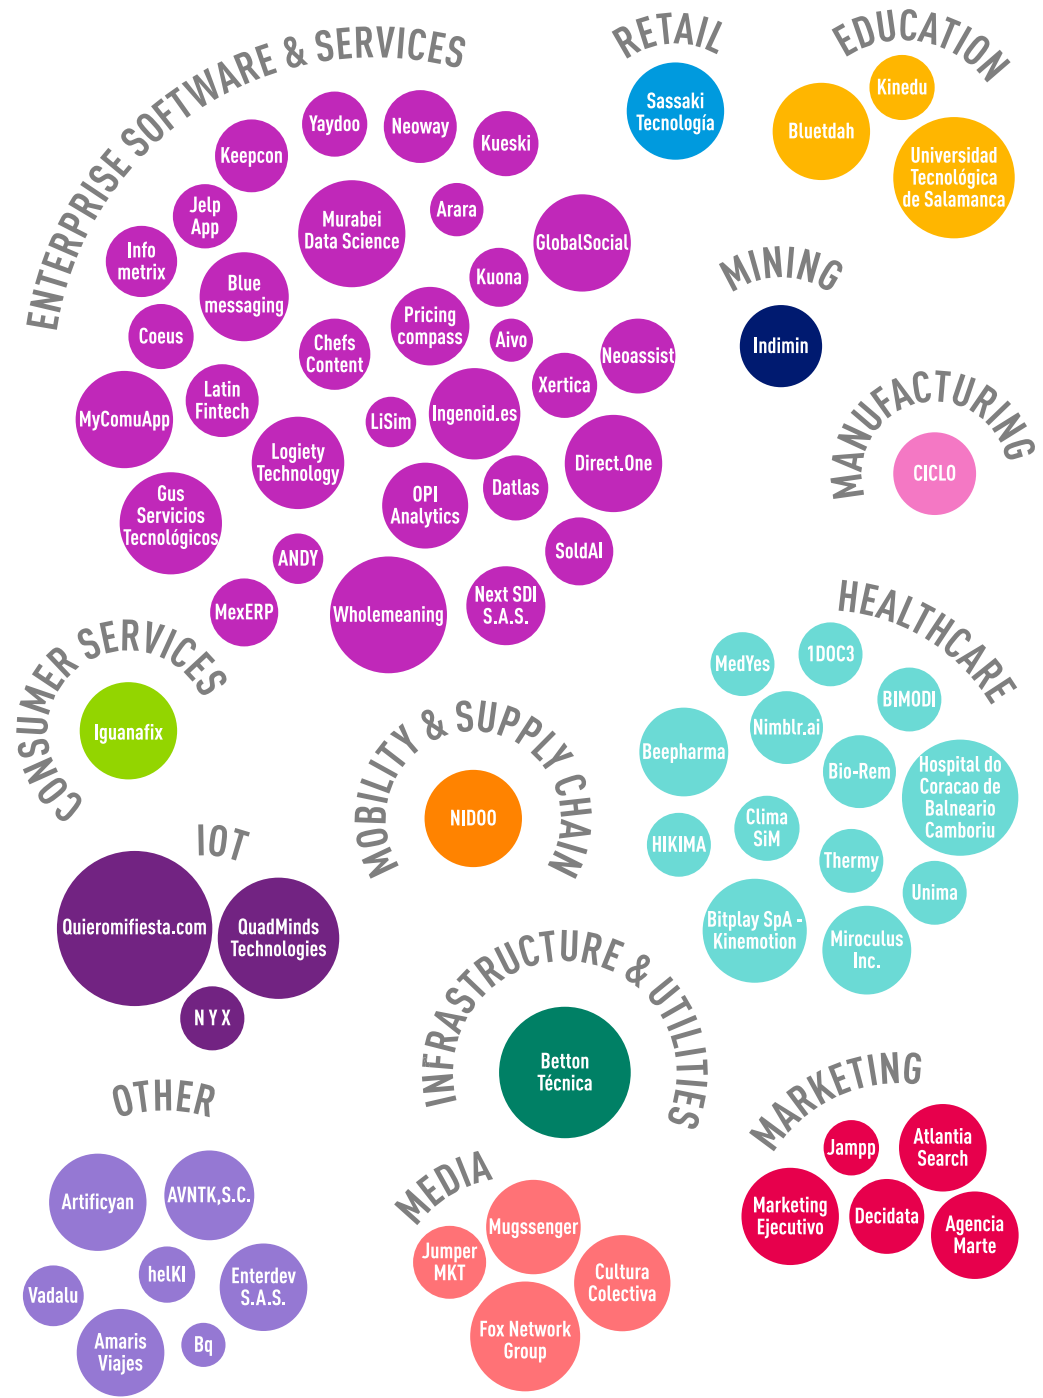 ENTERPRISE SOFTWARE & SERVICES
Yaydoo
Neoway
Kueski
Keepcon
Jelp
App
Murabei
Data Science
Arara
GlobalSocial
Info
metrix
Blue
messaging
Kuona
Coeus
Chefs
Content
Pricing
compass
Aivo
Neoassist
Xertica
MyComuApp
Latin
Fintech
LiSim
Ingenoid.es
Logiety
Technology
Direct.One
Gus
Servicios
Tecnológicos
OPI
Analytics
Datlas
ANDY
SoldAI
MexERP
Wholemeaning
Next SDI
S.A.S.
RETAIL
Sassaki
Tecnología
EDUCATION
Kinedu
Bluetdah
Universidad
Tecnológica
de Salamanca
MINING
Indimin
MANUFACTURING
CICLO
HEALTHCARE
MedYes
1DOC3
BIMODI
Nimblr.ai
Beepharma
Bio-Rem
Hospital do
Coracao de
Balneario
Camboriu
Clima
SiM
HIKIMA
Thermy
Unima
Bitplay SpA -
Kinemotion
Miroculus
Inc.
CONSUMER SERVICES
Iguanafix
MOBILITY & SUPPLY CHAIN
NIDOO
IOT
Quieromifiesta.com
QuadMinds
Technologies
N Y X
INFRASTRUCTURE & UTILITIES
Betton
Técnica
OTHER
Artificyan
AVNTK,S.C.
helKI
Enterdev
S.A.S.
Vadalu
Amaris
Viajes
Bq
MEDIA
Mugssenger
Jumper
MKT
Cultura
Colectiva
Fox Network
Group
MARKETING
Jampp
Atlantia
Search
Marketing
Ejecutivo
Decidata
Agencia
Marte